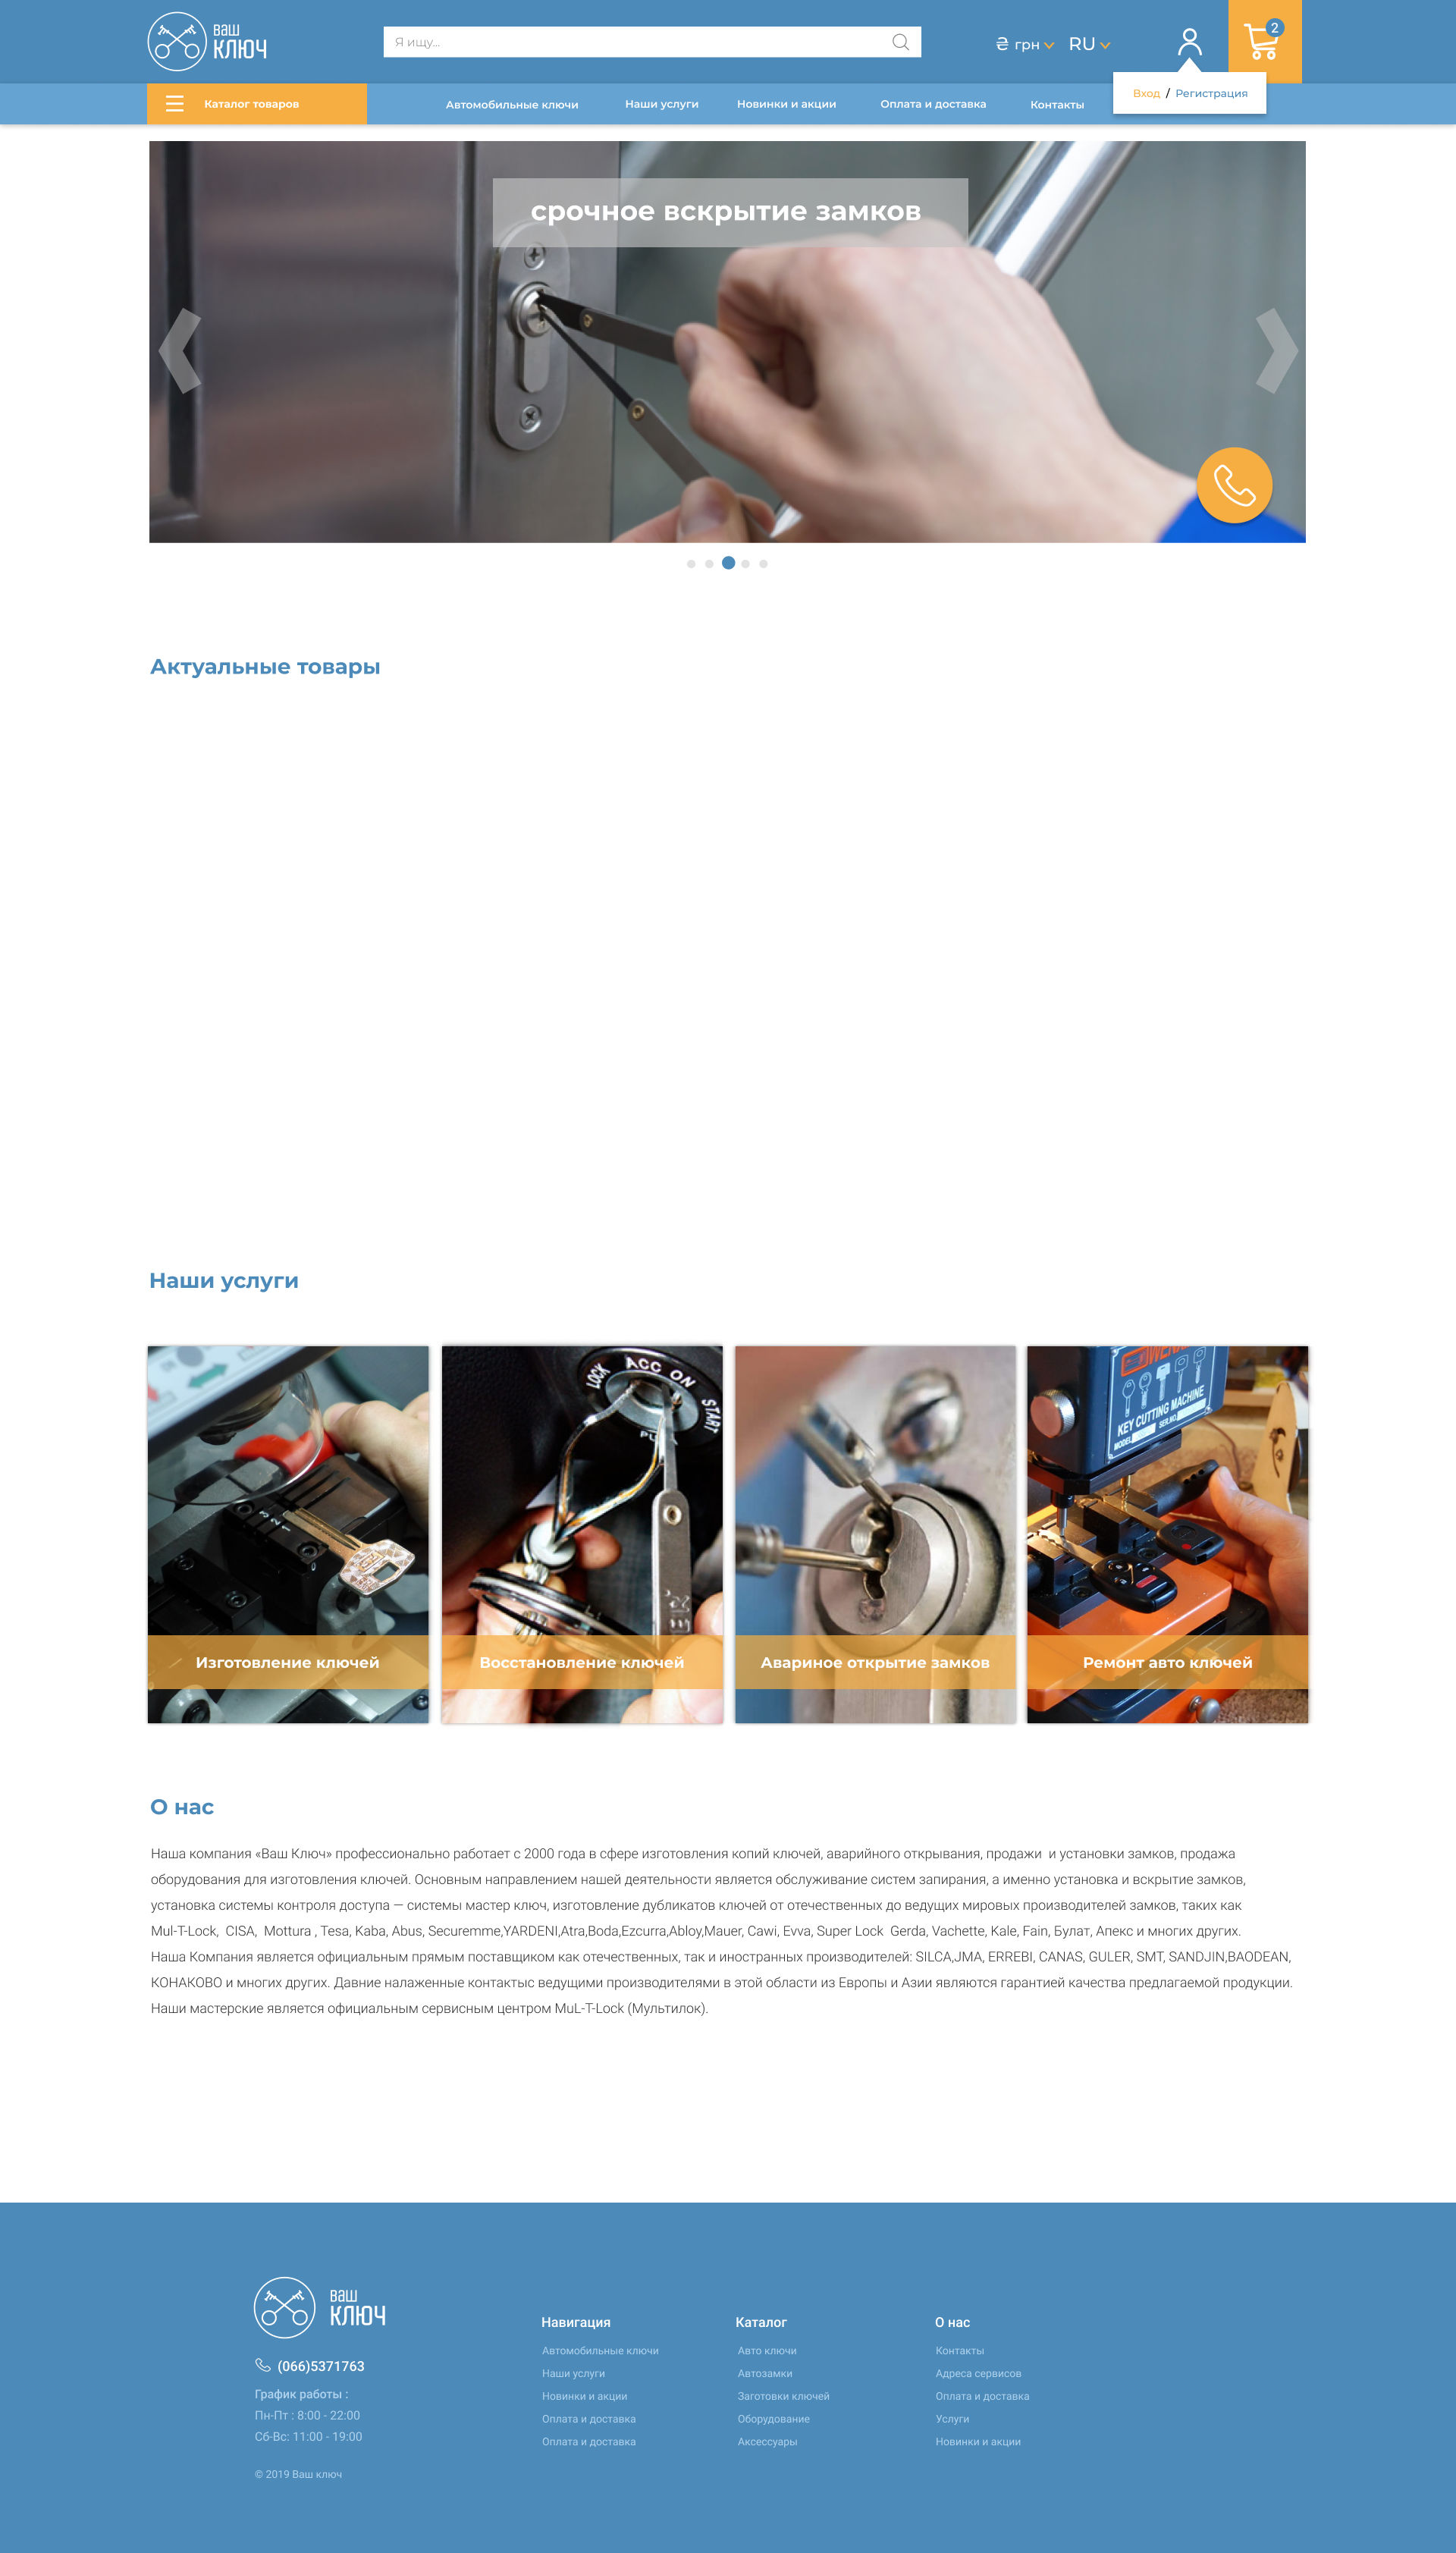 ваш
ключ
Я ищу...
₴ грн
RU
2
Каталог товаров
Автомобильные ключи
Наши услуги
Новинки и акции
Оплата и доставка
Контакты
Вход / Регистрация
срочное вскрытие замков
Актуальные товары
Наши услуги
LOCK ACC ON START
KEY CUTTING MACHINE
MODEL SER.NO.
Изготовление ключей
Восстановление ключей
Авариное открытие замков
Ремонт авто ключей
О нас
Наша компания «Ваш Ключ» профессионально работает с 2000 года в сфере изготовления копий ключей, аварийного открывания, продажи и установки замков, продажа
оборудования для изготовления ключей. Основным направлением нашей деятельности является обслуживание систем запирания, а именно установка и вскрытие замков,
установка системы контроля доступа — системы мастер ключ, изготовление дубликатов ключей от отечественных до ведущих мировых производителей замков, таких как
Mul-T-Lock, CISA, Mottura , Tesa, Kaba, Abus, Securemme,YARDENI,Atra,Boda,Ezcurra,Abloy,Mauer, Cawi, Evva, Super Lock Gerda, Vachette, Kale, Fain, Булат, Апекс и многих других.
Наша Компания является официальным прямым поставщиком как отечественных, так и иностранных производителей: SILCA,JMA, ERREBI, CANAS, GULER, SMT, SANDJIN,BAODEAN,
КОНАКОВО и многих других. Давние налаженные контактыс ведущими производителями в этой области из Европы и Азии являются гарантией качества предлагаемой продукции.
Наши мастерские является официальным сервисным центром MuL-T-Lock (Мультилок).
ваш
ключ
(066)5371763
График работы :
Пн-Пт : 8:00 - 22:00
Сб-Вс: 11:00 - 19:00
© 2019 Ваш ключ
Навигация
Автомобильные ключи
Наши услуги
Новинки и акции
Оплата и доставка
Оплата и доставка
Каталог
Авто ключи
Автозамки
Заготовки ключей
Оборудование
Аксессуары
О нас
Контакты
Адреса сервисов
Оплата и доставка
Услуги
Новинки и акции